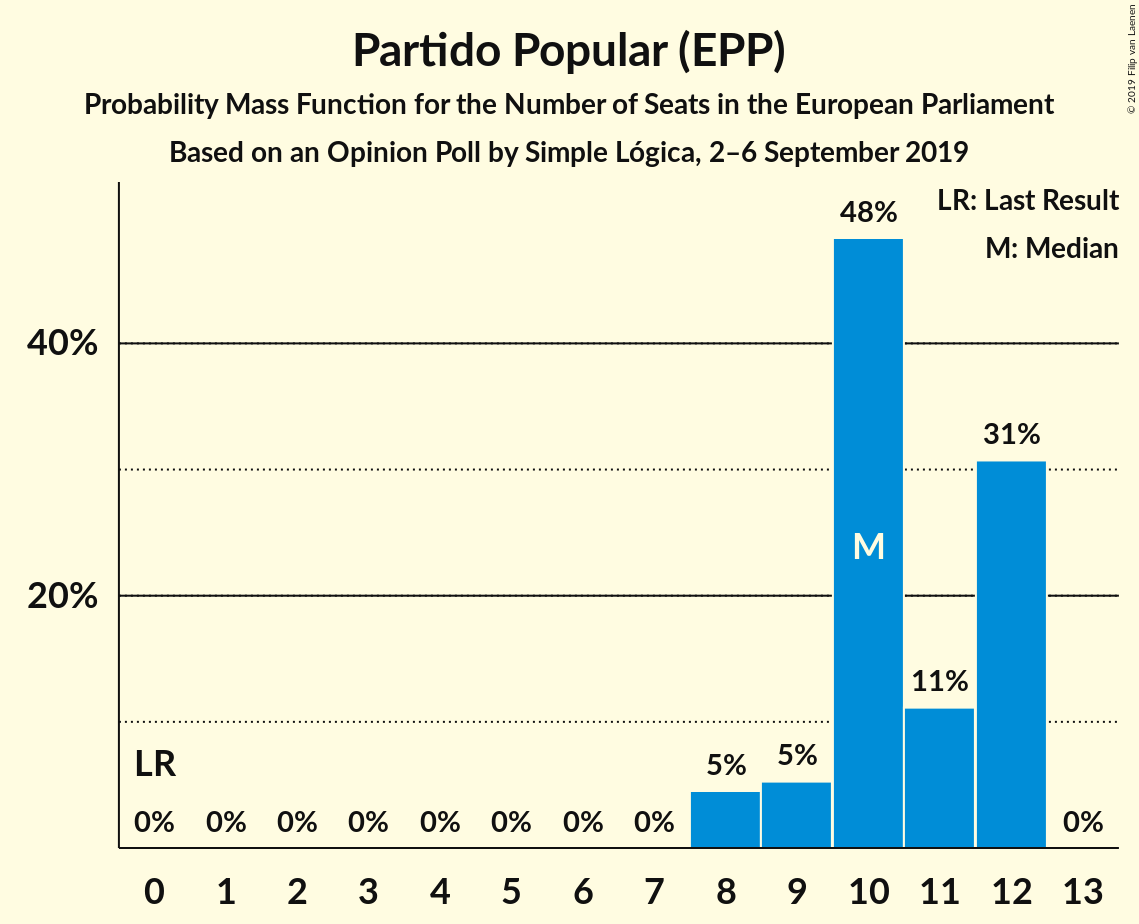 Partido Popular (EPP)
Probability Mass Function for the Number of Seats in the European Parliament
Based on an Opinion Poll by Simple Lógica, 2–6 September 2019
© 2019 Filip van Laenen
LR: Last Result
M: Median
48%
40%
31%
M
20%
11%
LR
5%
5%
0% 0% 0% 0% 0% 0% 0% 0% 0%
0 1 2 3 4 5 6 7 8 9 10 11 12 13